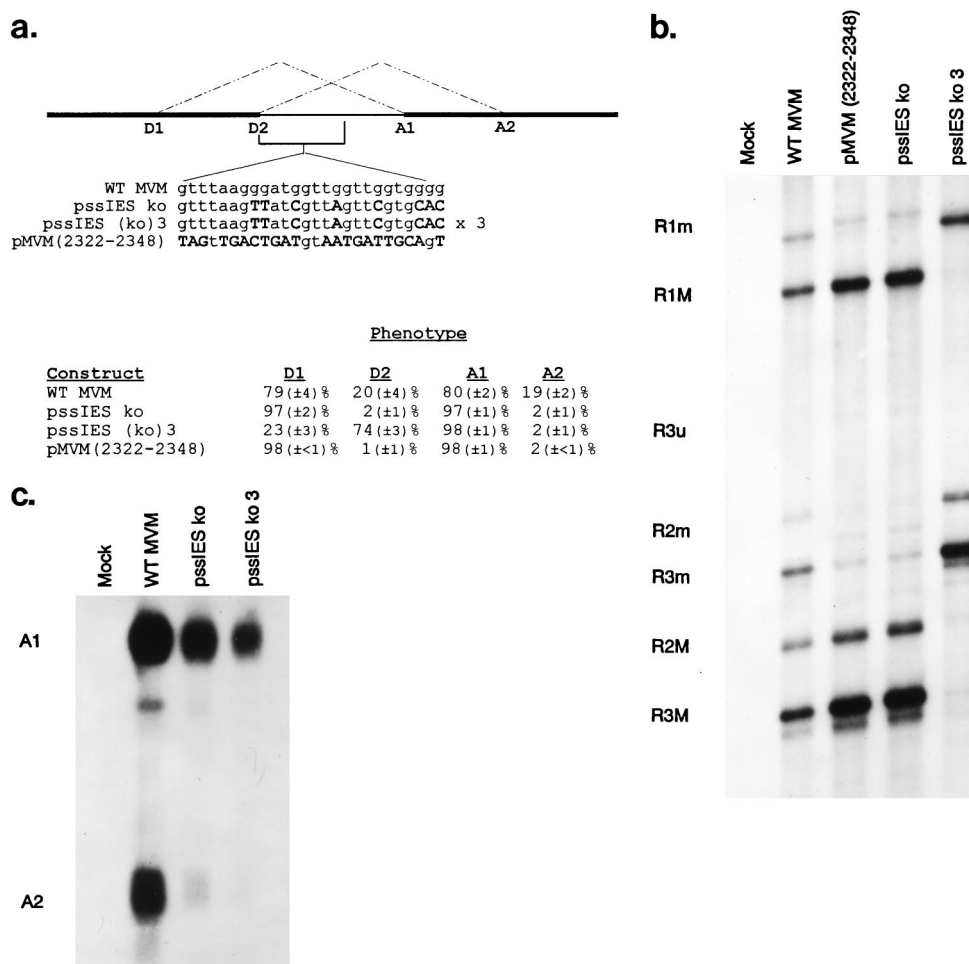 a.
D1 D2 A1 A2
WT MVM gtttaagggatggttggttggtgggg
pssIES ko gtttaagTTatCgttAgttCgtgCAC
pssIES (ko)3 gtttaagTTatCgttAgttCgtgCAC x 3
pMVM(2322-2348) TAGtTGACTGATgtAATGATTGCAgT
Phenotype
Construct D1 D2 A1 A2
WT MVM 79(±4)% 20(±4)% 80(±2)% 19(±2)%
pssIES ko 97(±2)% 2(±1)% 97(±1)% 2(±1)%
pssIES (ko)3 23(±3)% 74(±3)% 98(±1)% 2(±1)%
pMVM(2322-2348) 98(±<1)% 1(±1)% 98(±1)% 2(±<1)%
b.
Mock
WT MVM
pMVM (2322-2348)
pssIES ko
pssIES ko 3
R1m
R1M
R3u
R2m
R3m
R2M
R3M
c.
Mock
WT MVM
pssIES ko
pssIES ko 3
A1
A2